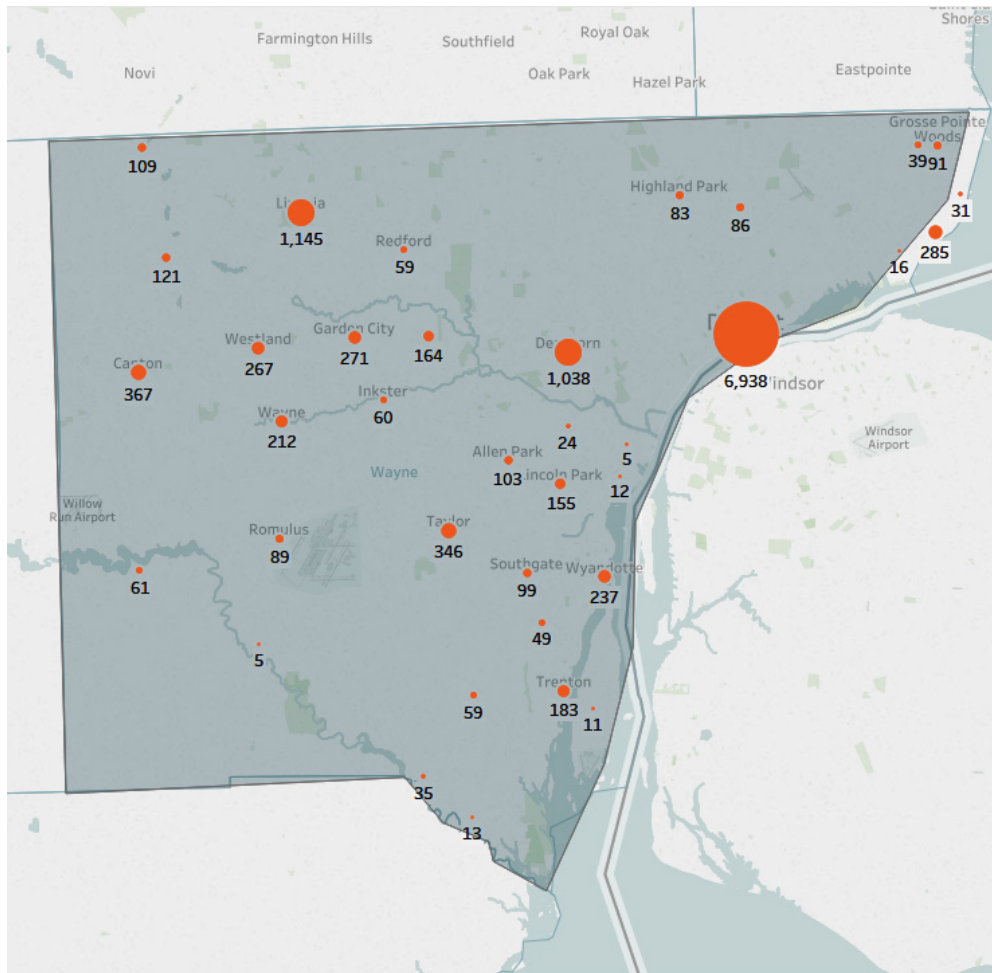 Shores
Royal Oak
Farmington Hills
Southfield
Novi
Oak Park
Eastpointe
Hazel Park
Grosse Pointe
Woods
39
91
109
Highland Park
83
86
31
1,145
Redford
59
285
16
121
Garden City
271
164
Westland
267
Dearborn
1,038
Canton
367
6,938
Windsor
Inkster
60
Wayne
212
24
5
Windsor
Airport
Allen Park
103
Wayne
Lincoln Park
155
12
Willow
Run Airport
Romulus
89
Taylor
346
Southgate
99
Wyandotte
237
61
49
5
Trenton
183
59
11
35
13